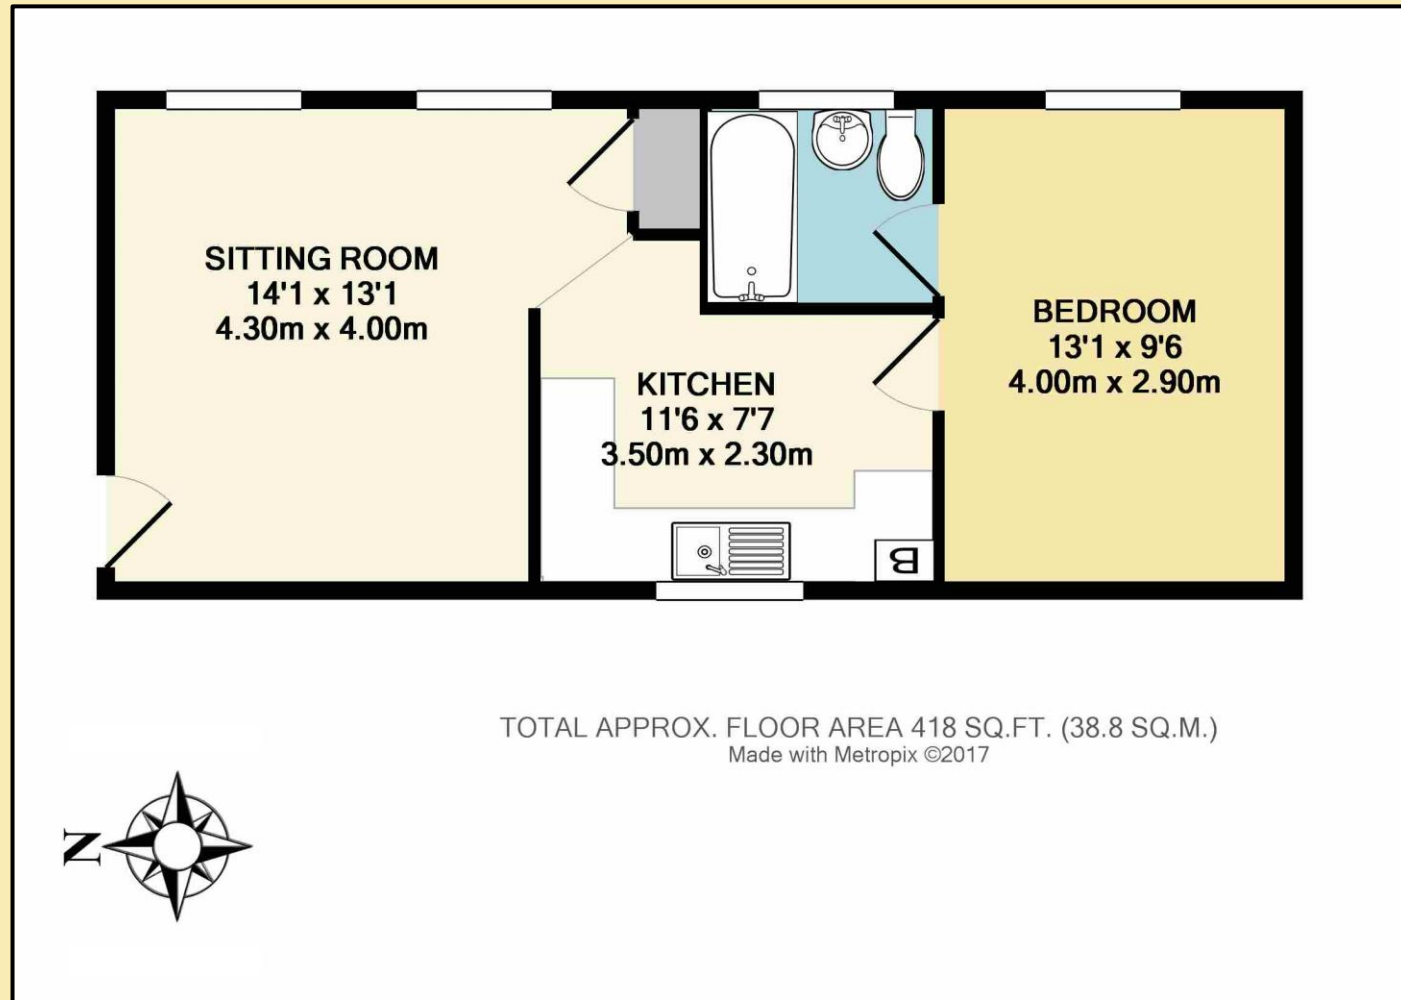 SITTING ROOM
14'1 x 13'1
4.30m x 4.00m
KITCHEN
11'6 x 7'7
3.50m x 2.30m
BEDROOM
13'1 x 9'6
4.00m x 2.90m
B
TOTAL APPROX. FLOOR AREA 418 SQ.FT. (38.8 SQ.M.)
Made with Metropix ©2017
N